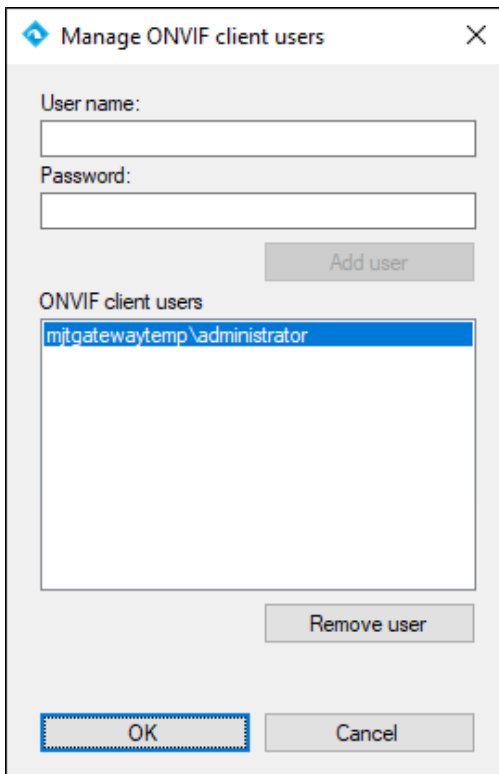 Manage ONVIF client users
User name:
Password:
Add user
ONVIF client users
mjtgatewaytemp\administrator
Remove user
OK
Cancel